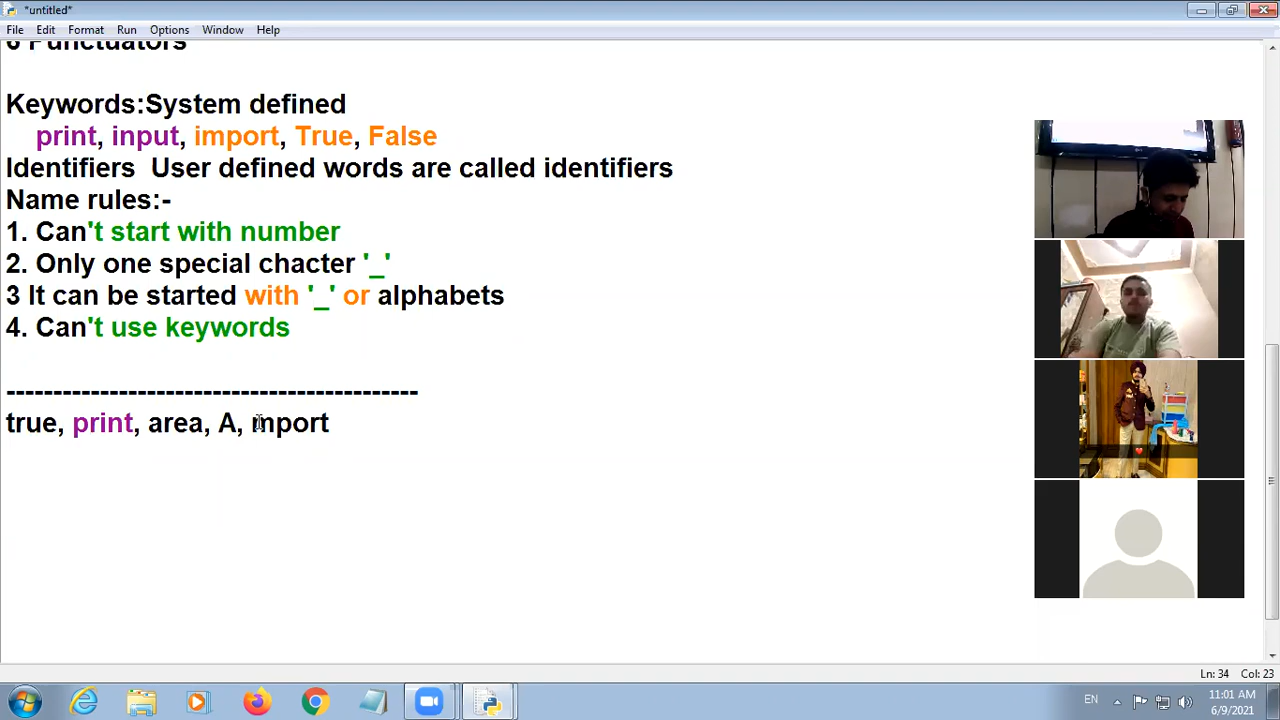 *untitled*
File Edit Format Run Options Window Help
6 Punctuators
Keywords:System defined
print, input, import, True, False
Identifiers User defined words are called identifiers
Name rules:-
1. Can't start with number
2. Only one special chacter '_'
3 It can be started with '_' or alphabets
4. Can't use keywords
--------------------------------------------
true, print, area, A, mport
Ln: 34 Col: 23
EN
11:01 AM
6/9/2021